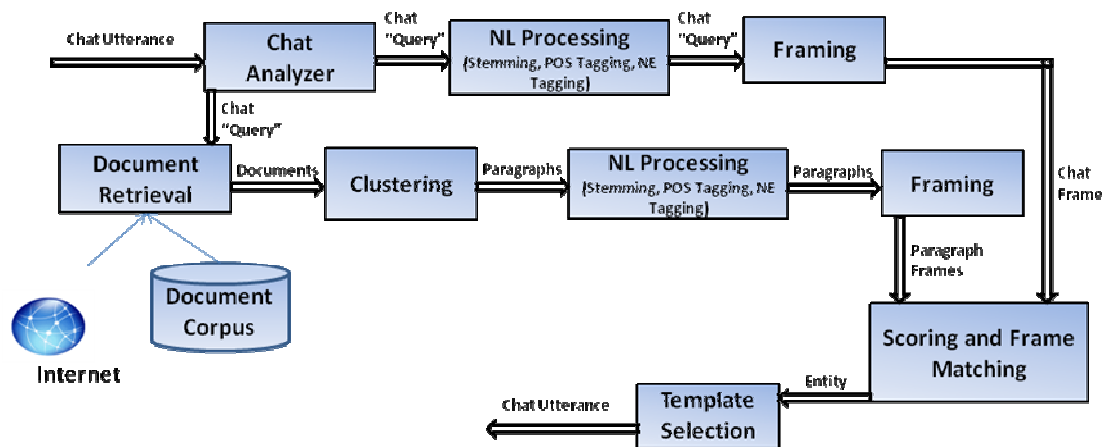 Chat Utterance
Chat
Analyzer
Chat
"Query"
NL Processing
(Stemming, POS Tagging, NE
Tagging)
Chat
"Query"
Framing
Chat
"Query"
Document
Retrieval
Documents
Clustering
Paragraphs
NL Processing
(Stemming, POS Tagging, NE
Tagging)
Paragraphs
Framing
Chat
Frame
Paragraph
Frames
Document
Corpus
Internet
Scoring and Frame
Matching
Entity
Template
Selection
Chat Utterance